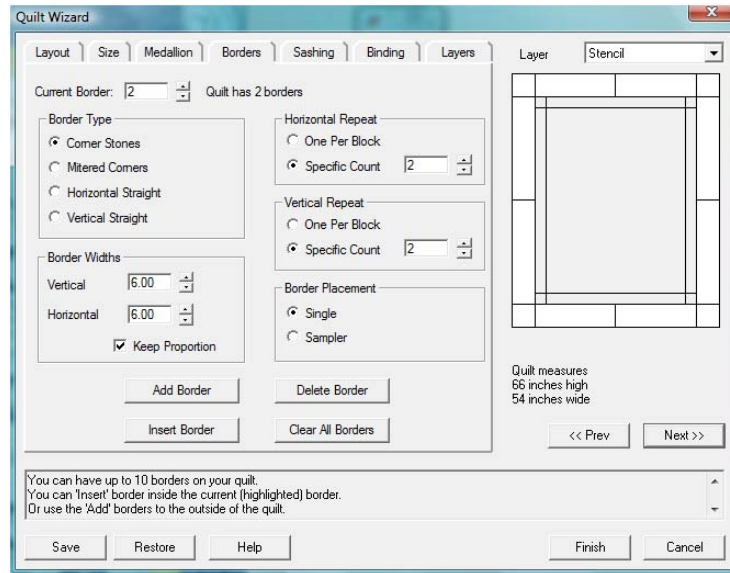 Quilt Wizard
Layout Size Medallion Borders Sashing Binding Layers
Layer Stencil
Current Border: 2 Quilt has 2 borders
Border Type
Corner Stones
Mitered Corners
Horizontal Straight
Vertical Straight
Horizontal Repeat
One Per Block
Specific Count 2
Vertical Repeat
One Per Block
Specific Count 2
Border Widths
Vertical 6.00
Horizontal 6.00
Keep Proportion
Border Placement
Single
Sampler
Add Border Delete Border
Insert Border Clear All Borders
Quilt measures
66 inches high
54 inches wide
<< Prev Next >>
You can have up to 10 borders on your quilt.
You can 'Insert' border inside the current (highlighted) border.
Or use the 'Add' borders to the outside of the quilt.
Save Restore Help Finish Cancel